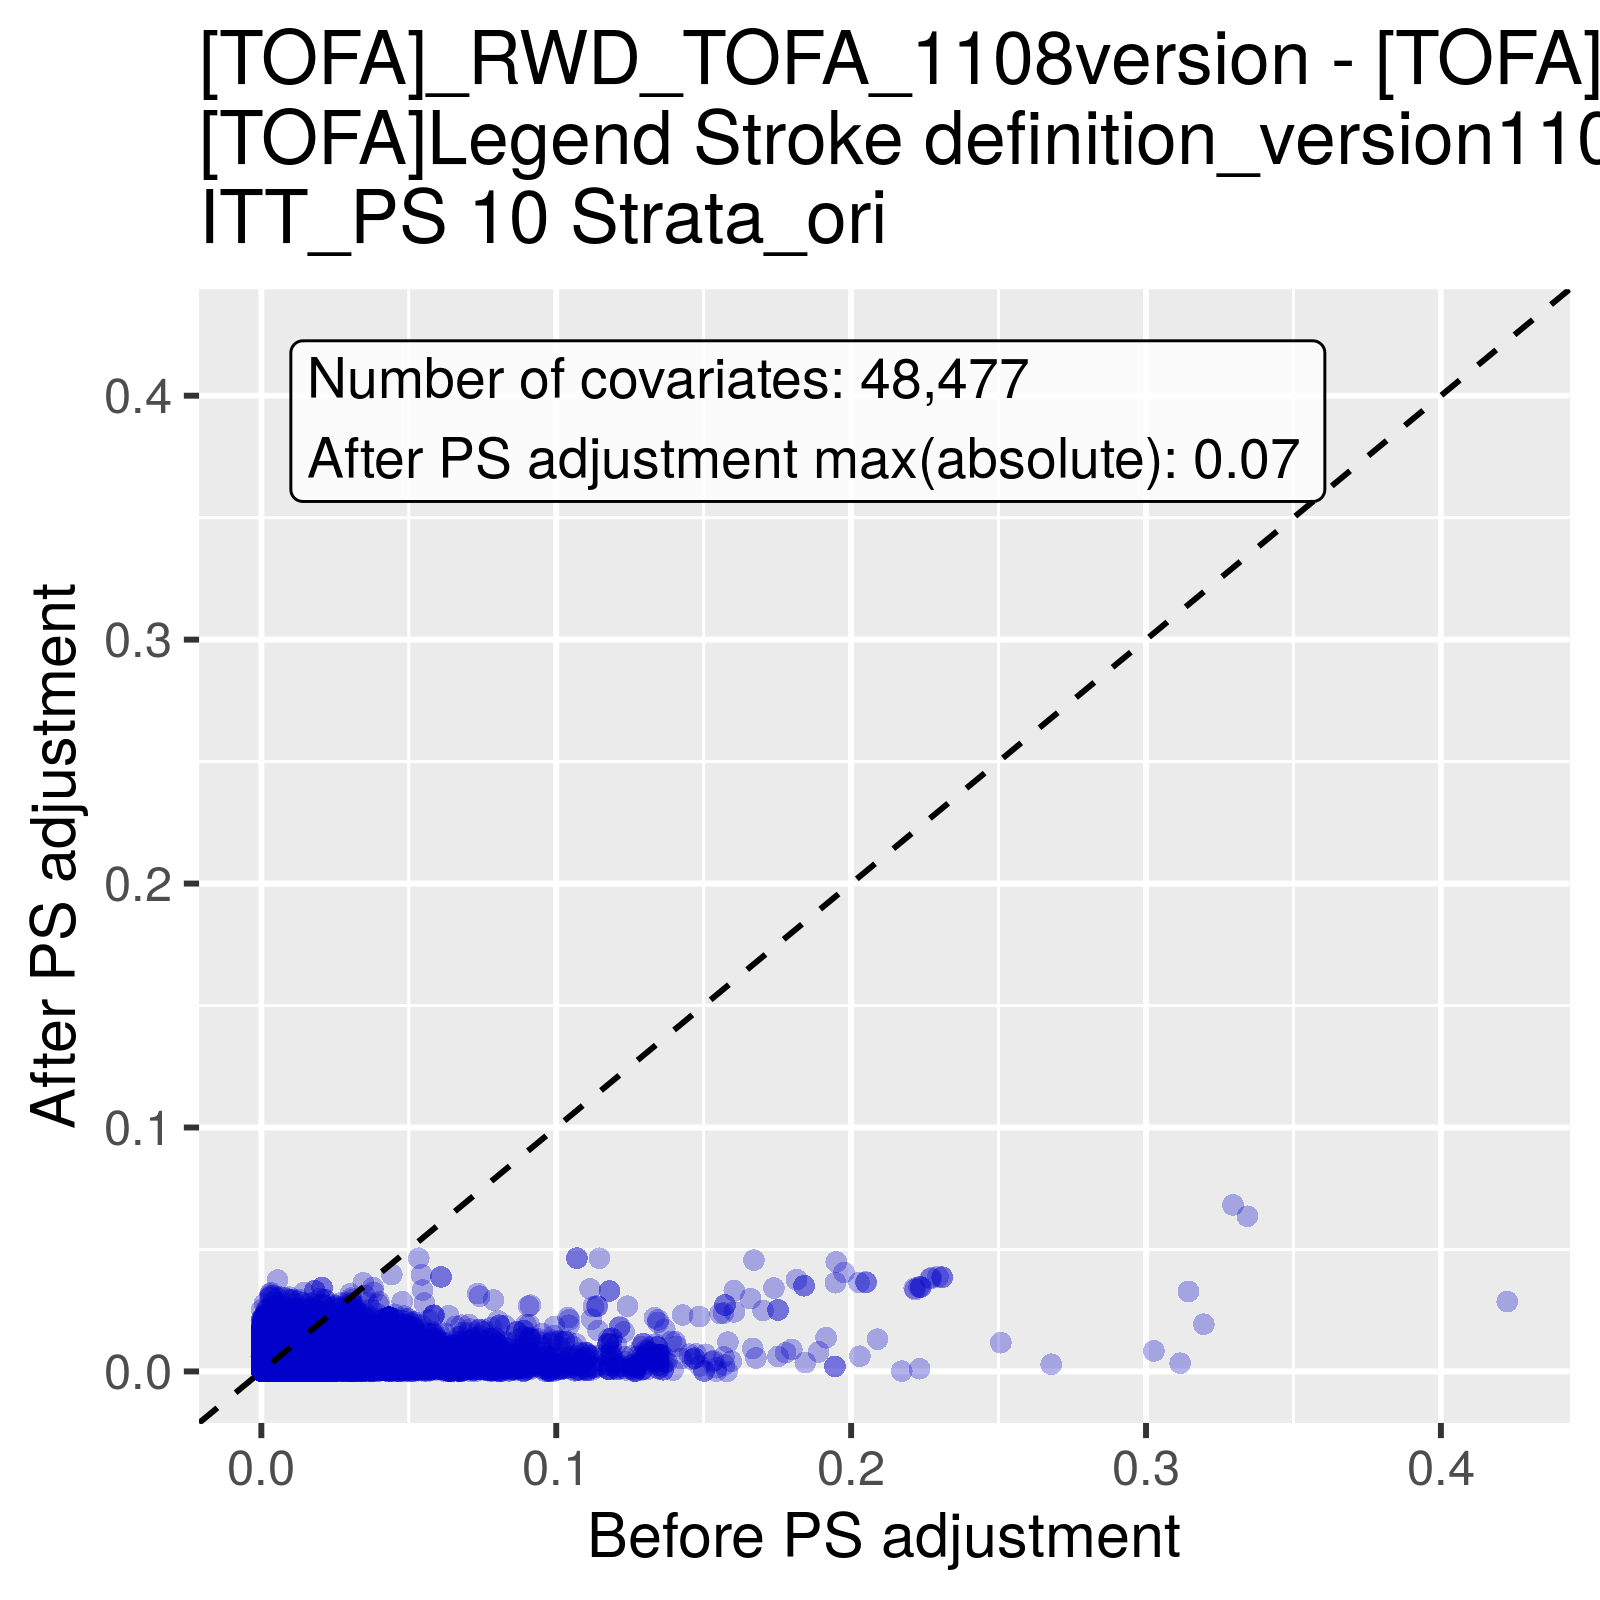 [TOFA]_RWD_TOFA_1108version - [TOFA]
[TOFA]Legend Stroke definition_version110
ITT_PS 10 Strata_ori
Number of covariates: 48,477
After PS adjustment max(absolute): 0.07
After PS adjustment
0.4
0.3
0.2
0.1
0.0
0.0 0.1 0.2 0.3 0.4
Before PS adjustment